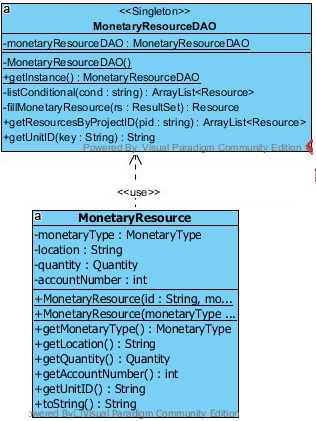 a
<<Singleton>>
MonetaryResourceDAO
-monetaryResourceDAO : MonetaryResourceDAO
-MonetaryResourceDAO()
+getInstance() : MonetaryResourceDAO
-listConditional(cond : string) : ArrayList<Resource>
-fillMonetaryResource(rs : ResultSet) : Resource
+getResourcesByProjectID(pid : string) : ArrayList<Resource>
+getUnitID(key : String) : String
Powered By Visual Paradigm Community Edition
<<use>>
a
MonetaryResource
-monetaryType : MonetaryType
-location : String
-quantity : Quantity
-accountNumber : int
+MonetaryResource(id : String, mo...
+MonetaryResource(monetaryType ...
+getMonetaryType() : MonetaryType
+getLocation() : String
+getQuantity() : Quantity
+getAccountNumber() : int
+getUnitID() : String
+toString() : String
owered By Visual Paradigm Community Edition